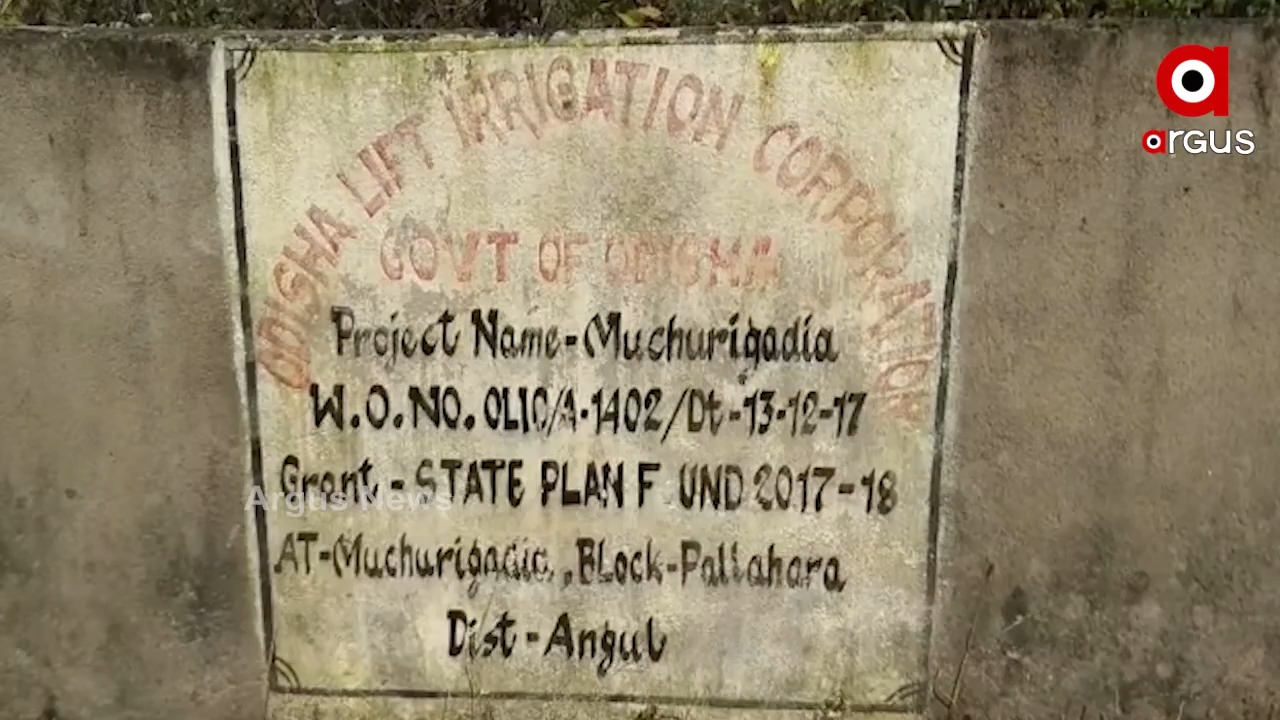 ODISHA LIFT IRRIGATION CORPORATION
GOVT OF ODISHA
Project Name-Muchurigadia
W.O.NO. OLIC/A-1402/Dt-13-12-17
Grant - STATE PLAN F UND 2017-18
AT-Muchurigadia, Block-Pallahara
Dist-Angul
argus
Argus News